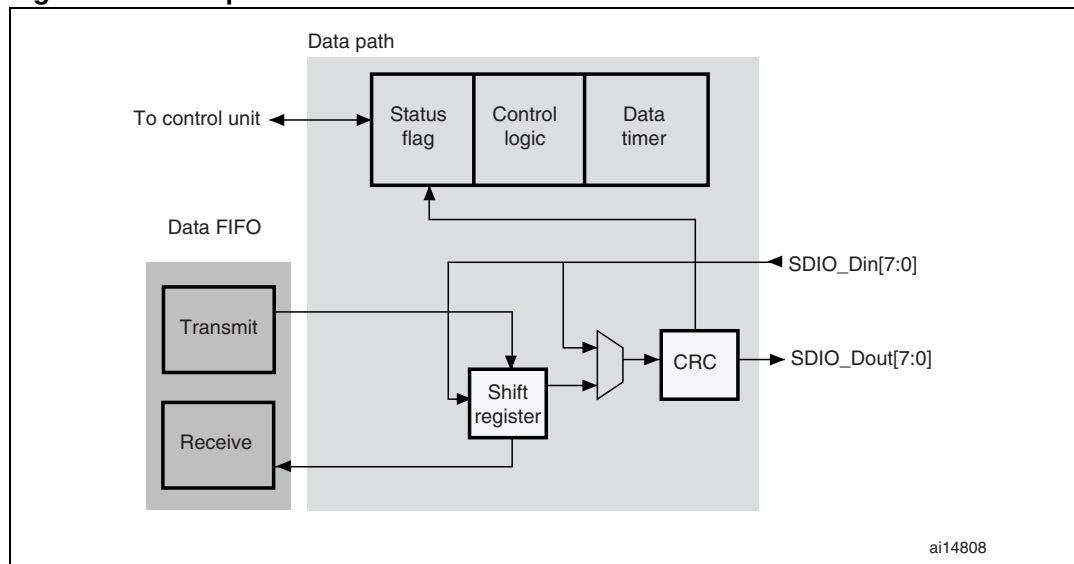 Data path
To control unit
Status
flag
Control
logic
Data
timer
Data FIFO
SDIO_Din[7:0]
Transmit
SDIO_Dout[7:0]
CRC
Shift
register
Receive
ai14808